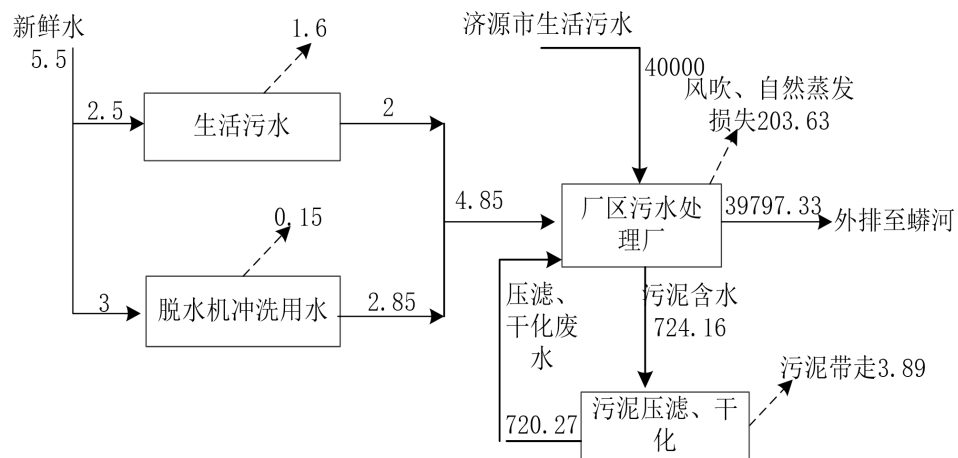 新鲜水
5.5
2.5
生活污水
1.6
2
3
脱水机冲洗用水
0.15
2.85
4.85
济源市生活污水
40000
风吹、自然蒸发
损失203.63
厂区污水处
理厂
39797.33
外排至蟒河
压滤、
干化废
水
污泥含水
724.16
720.27
污泥压滤、干
化
污泥带走3.89